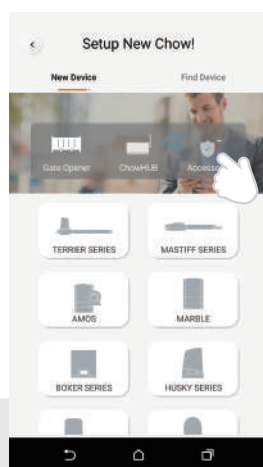 Setup New Chow!
New Device Find Device
Gate Opener ChowHUB Accesso
TERRIER SERIES MASTIFF SERIES
AMOS MARBLE
BOXER SERIES HUSKY SERIES